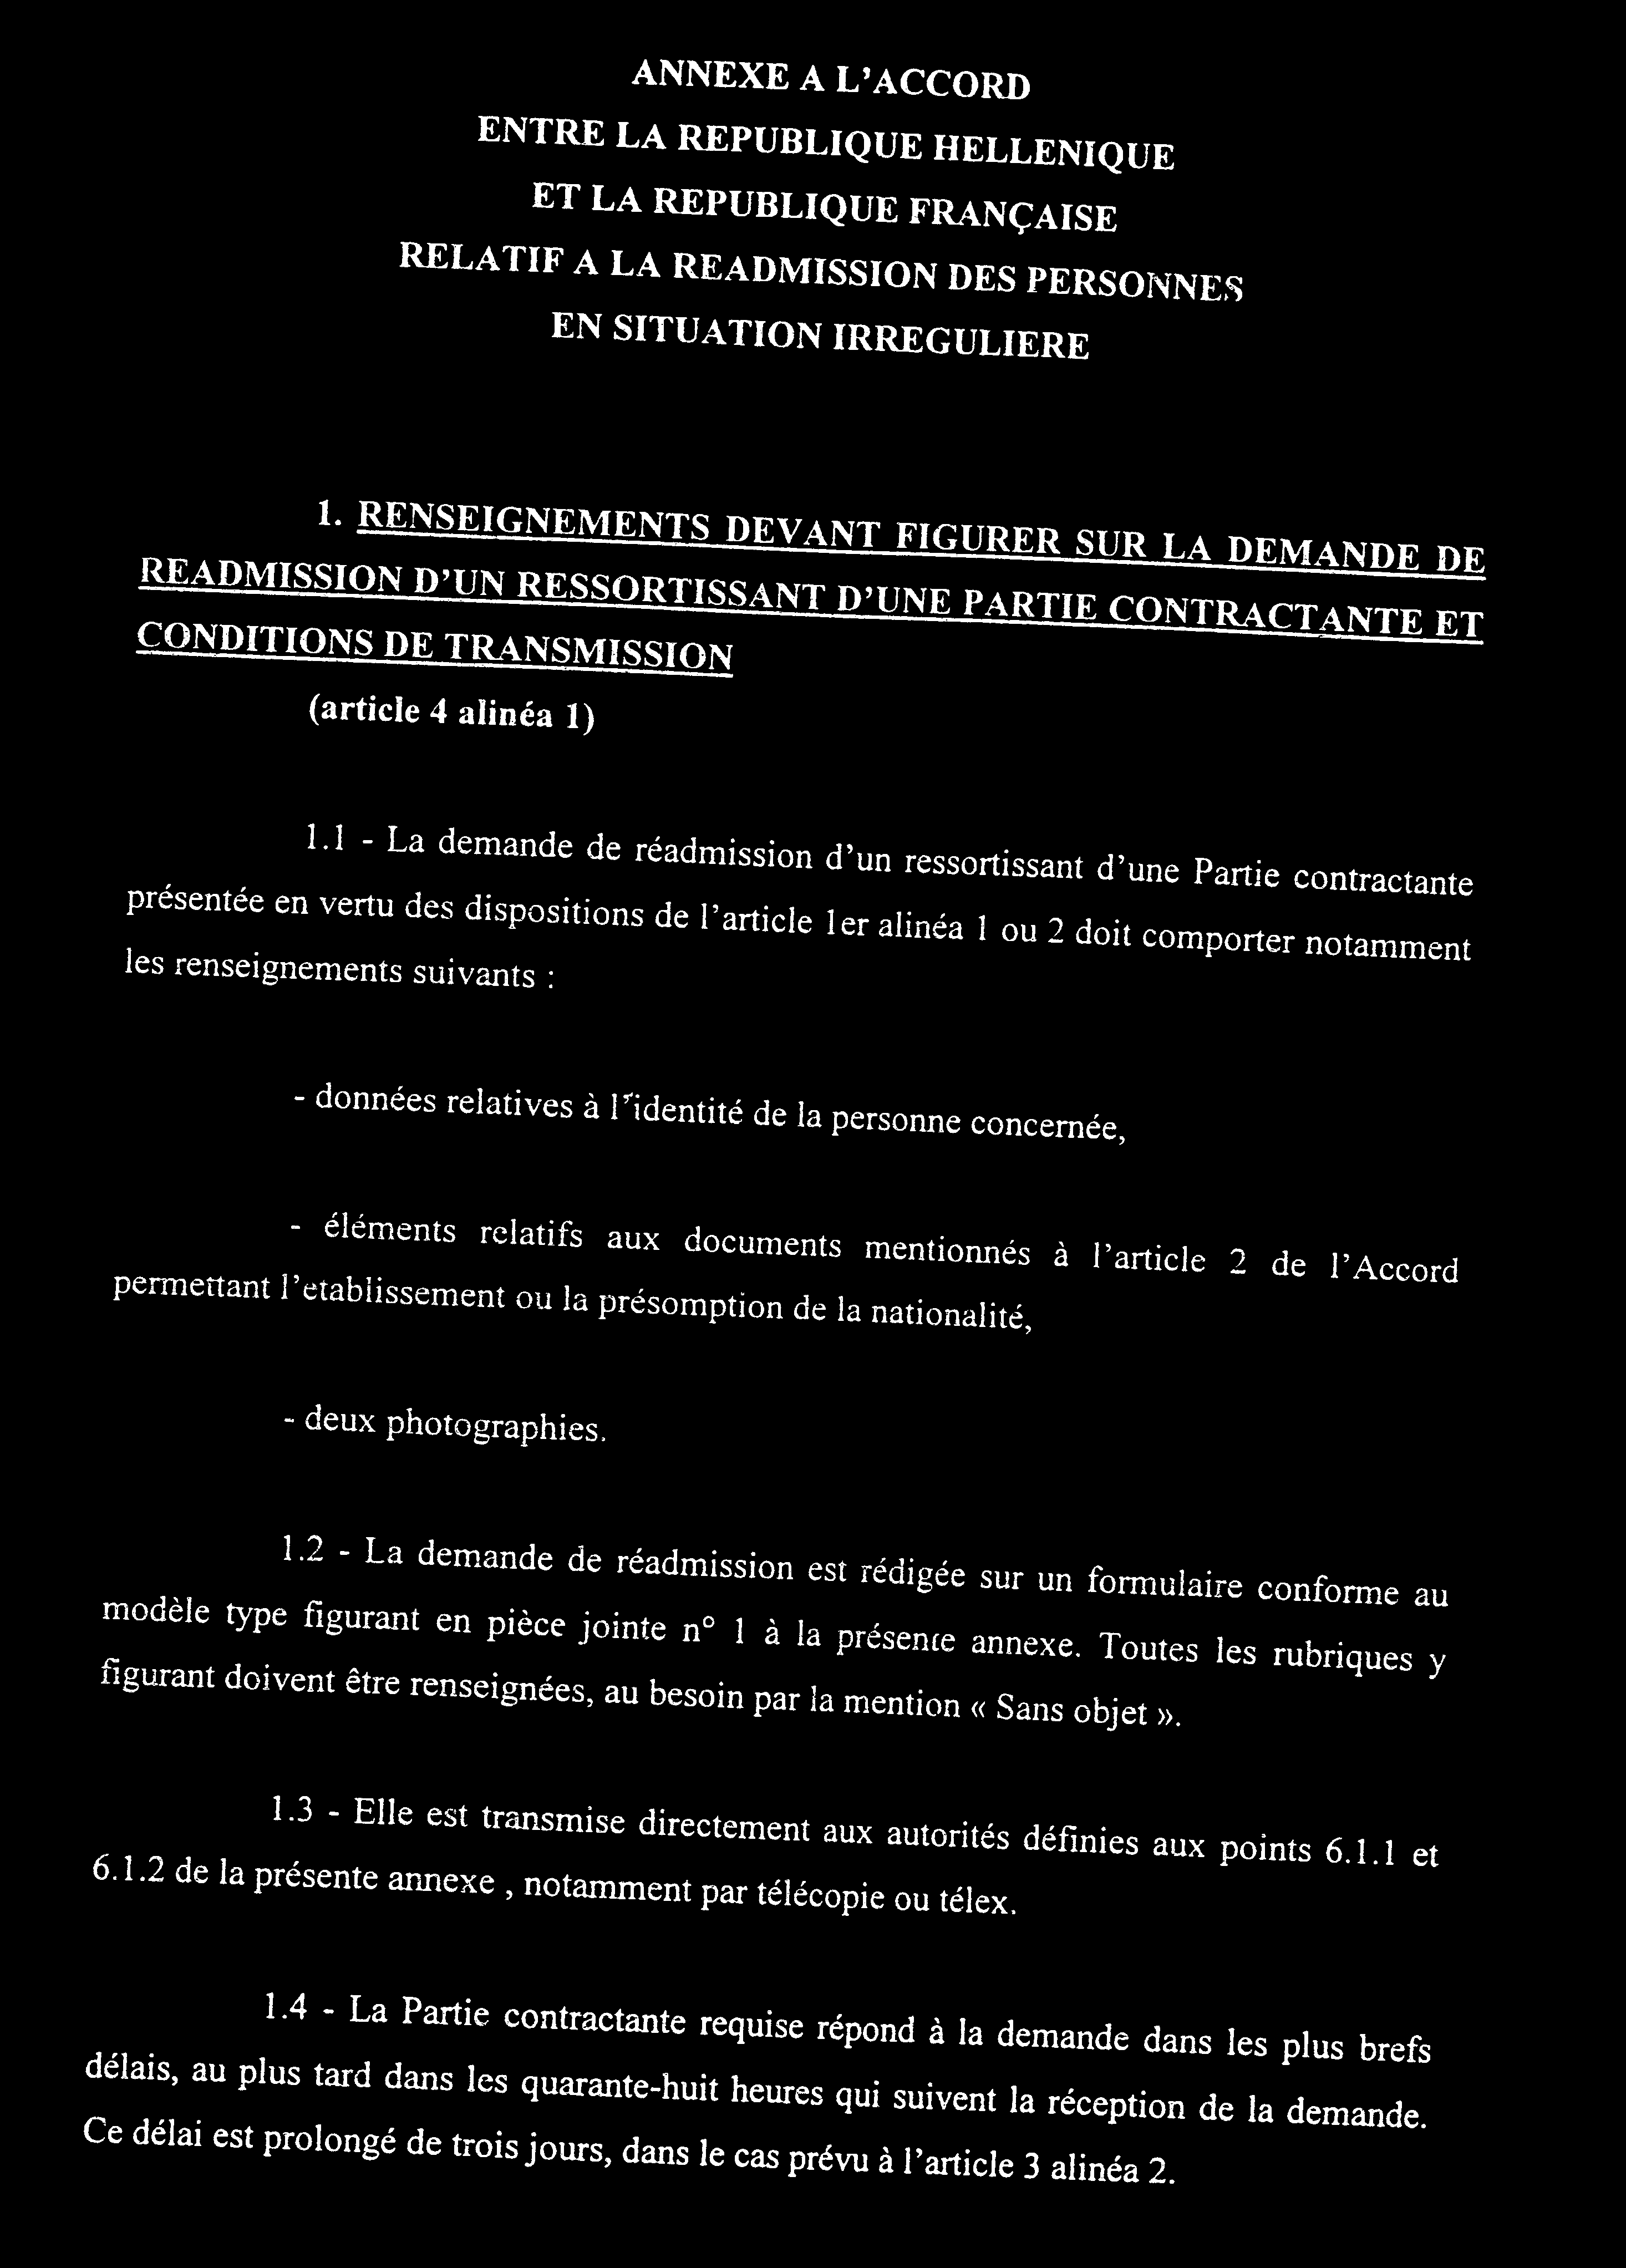 ANNEXE A L'ACCORD
ENTRE LA REPUBLIQUE HELLENIQUE
ET LA REPUBLIQUE FRANÇAISE
RELATIF A LA READMISSION DES PERSONNES
EN SITUATION IRREGULIERE
1. RENSEIGNEMENTS DEVANT FIGURER SUR LA DEMANDE DE
READMISSION D'UN RESSORTISSANT D'UNE PARTIE CONTRACTANTE ET
CONDITIONS DE TRANSMISSION
(article 4 alinéa 1)
1.1 - La demande de réadmission d'un ressortissant d'une Partie contractante
présentée en vertu des dispositions de l'article 1er alinéa 1 ou 2 doit comporter notamment
les renseignements suivants :
- données relatives à l'identité de la personne concernée,
- éléments relatifs aux documents mentionnés à l'article 2 de l'Accord
permettant l'etablissement ou la présomption de la nationalité,
- deux photographies.
1.2 - La demande de réadmission est rédigée sur un formulaire conforme au
modèle type figurant en pièce jointe n° 1 à la présente annexe. Toutes les rubriques y
figurant doivent être renseignées, au besoin par la mention « Sans objet ».
1.3 - Elle est transmise directement aux autorités définies aux points 6.1.1 et
6.1.2 de la présente annexe , notamment par télécopie ou télex.
1.4 - La Partie contractante requise répond à la demande dans les plus brefs
délais, au plus tard dans les quarante-huit heures qui suivent la réception de la demande.
Ce délai est prolongé de trois jours, dans le cas prévu à l'article 3 alinéa 2.